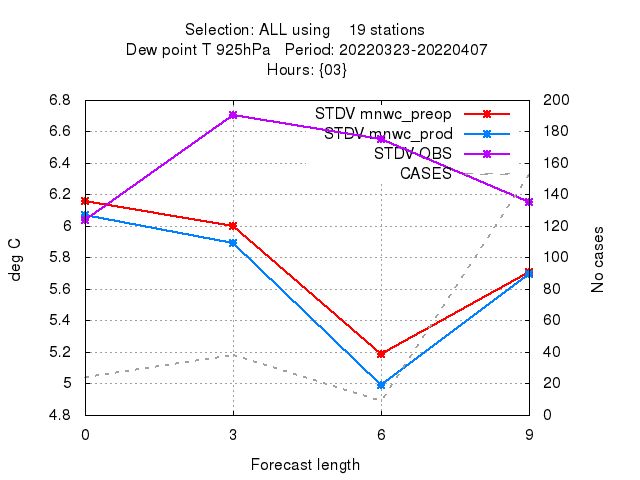 Selection: ALL using    19 stations
Dew point T 925hPa   Period: 20220323-20220407
Hours: {03}
STDV mnwc_preop
STDV mnwc_prod
STDV OBS
CASES
deg C
6.8
6.6
6.4
6.2
6
5.8
5.6
5.4
5.2
5
4.8
200
180
160
140
120
100
80
60
40
20
0
No cases
0 3 6 9
Forecast length